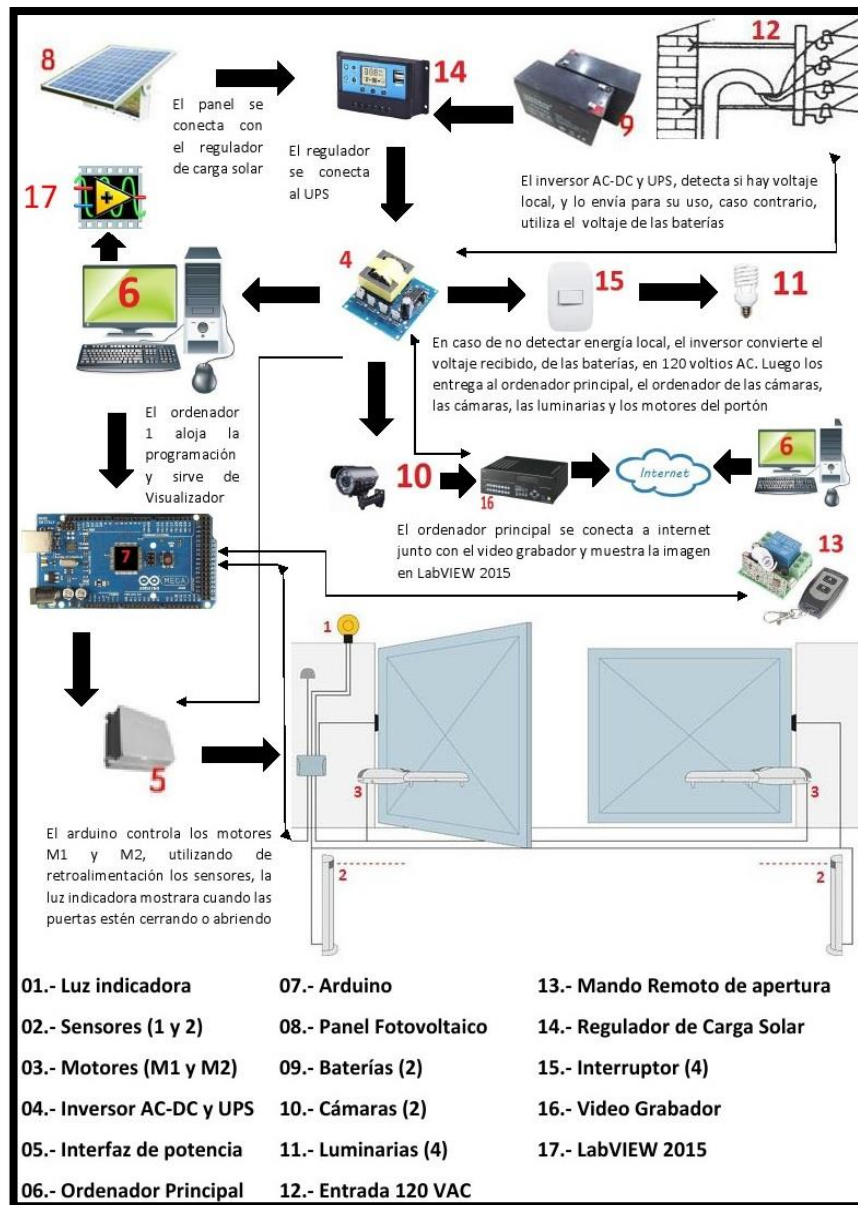 8
14
12
9
El panel se
conecta con
el regulador
de carga solar
El regulador
se conecta
al UPS
El inversor AC-DC y UPS, detecta si hay voltaje
local, y lo envía para su uso, caso contrario,
utiliza el voltaje de las baterías
17
6
4
15
11
En caso de no detectar energía local, el inversor convierte el
voltaje recibido, de las baterías, en 120 voltios AC. Luego los
entrega al ordenador principal, el ordenador de las cámaras,
las cámaras, las luminarias y los motores del portón
El ordenador
1 aloja la
programación
y sirve de
Visualizador
10
16
Internet
6
El ordenador principal se conecta a internet
junto con el video grabador y muestra la imagen
en LabVIEW 2015
7
ARDUINO
MEGA
13
1
5
3
3
2
2
El arduino controla los motores
M1 y M2, utilizando de
retroalimentación los sensores, la
luz indicadora mostrara cuando las
puertas estén cerrando o abriendo
01.- Luz indicadora
02.- Sensores (1 y 2)
03.- Motores (M1 y M2)
04.- Inversor AC-DC y UPS
05.- Interfaz de potencia
06.- Ordenador Principal
07.- Arduino
08.- Panel Fotovoltaico
09.- Baterías (2)
10.- Cámaras (2)
11.- Luminarias (4)
12.- Entrada 120 VAC
13.- Mando Remoto de apertura
14.- Regulador de Carga Solar
15.- Interruptor (4)
16.- Video Grabador
17.- LabVIEW 2015